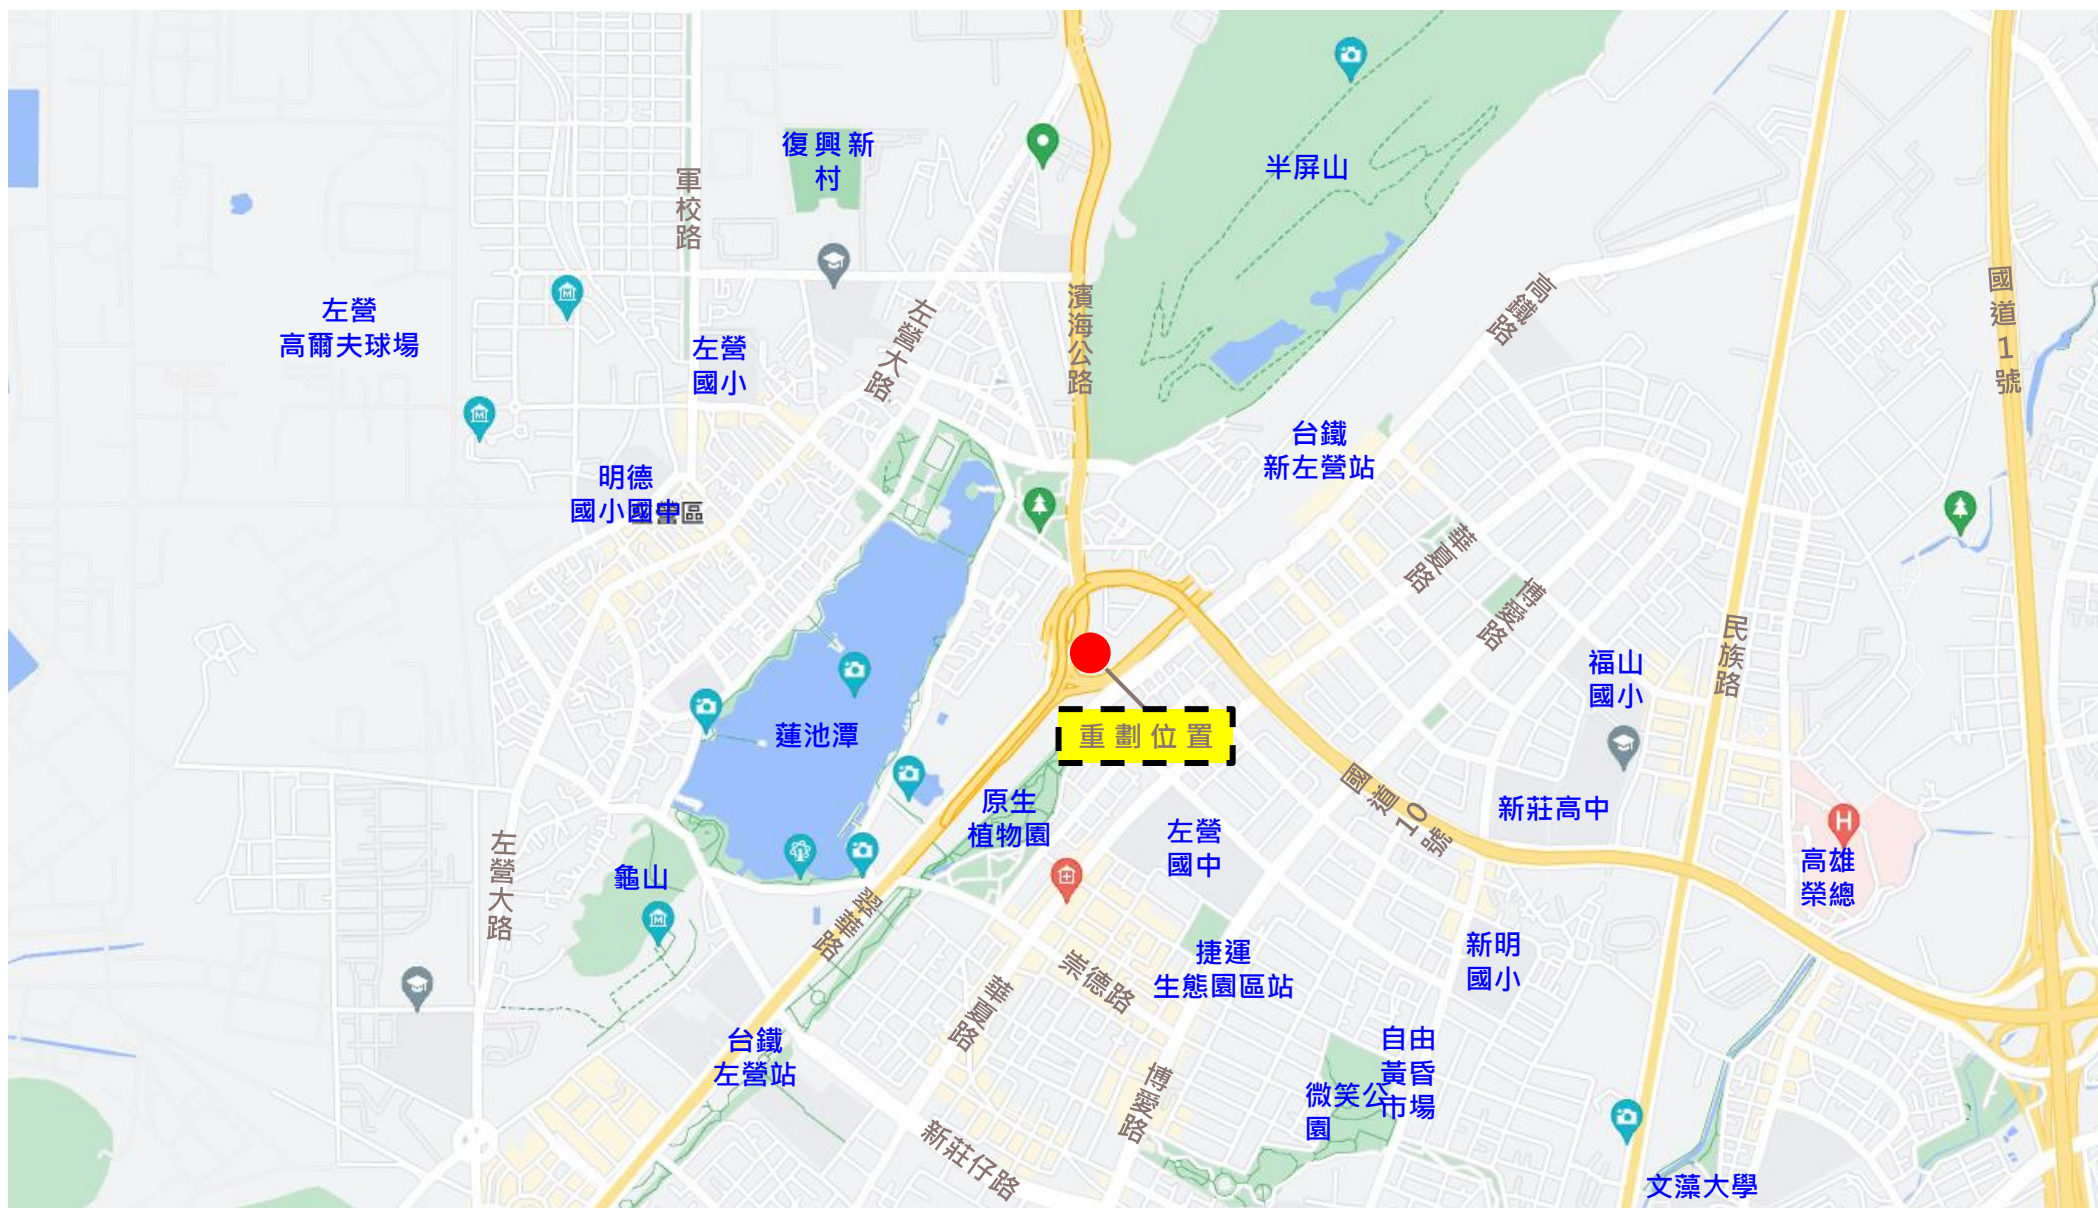 復興新
村
半屏山
軍校路
國道1號
高鐵路
左營
高爾夫球場
濱海公路
左營大路
左營
國小
台鐵
新左營站
明德
國小國中
區
華夏路
博愛路
民族路
福山
國小
蓮池潭
重劃位置
國道10號
新莊高中
原生
植物園
左營
國中
高雄
榮總
左營大路
龜山
翠華路
新明
國小
捷運
生態園區站
崇德路
華夏路
台鐵
左營站
自由
黃昏
市場
微笑公
園
博愛路
新莊仔路
文藻大學
M
M
M
H